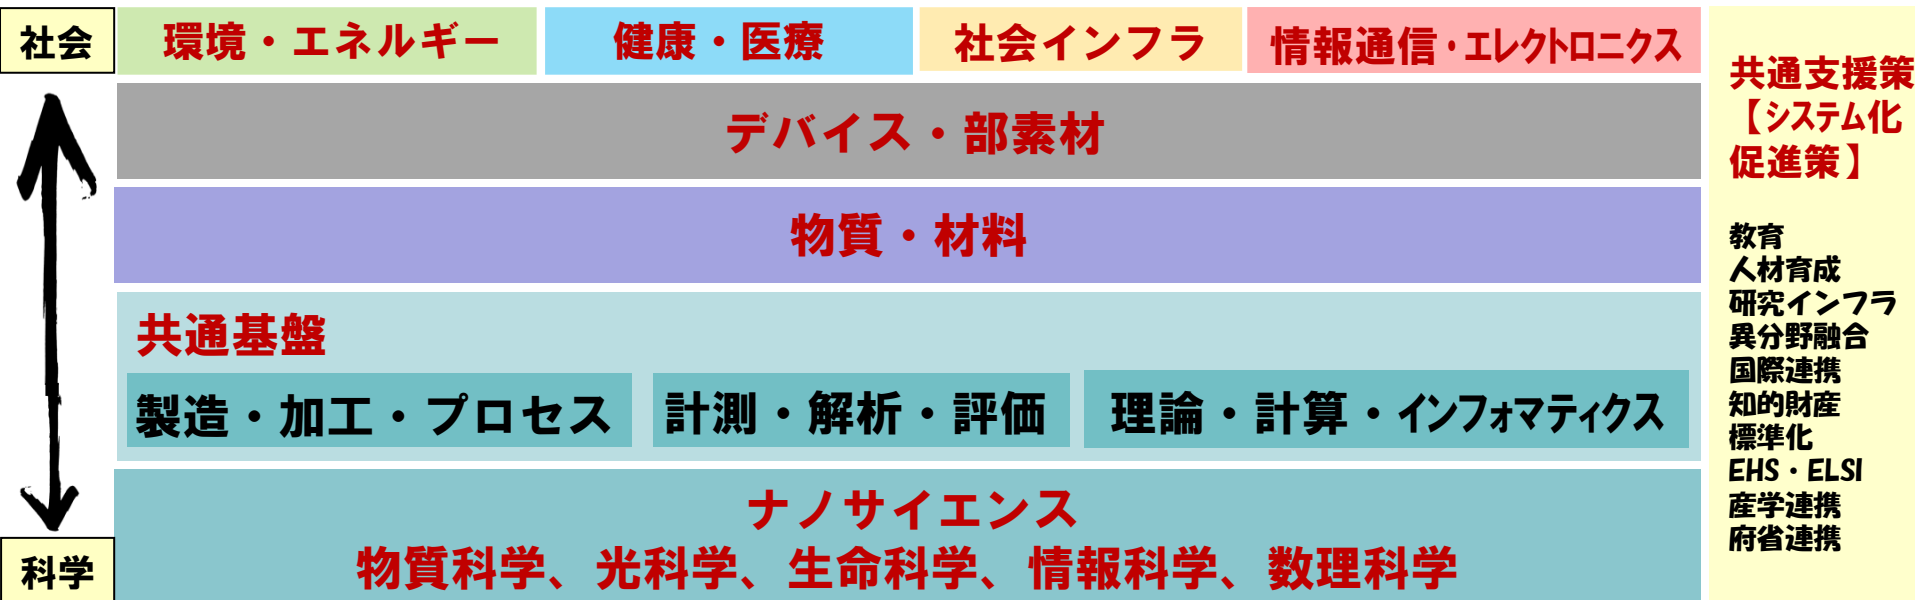 社会
環境・エネルギー
健康・医療
社会インフラ
情報通信・エレクトロニクス
デバイス・部素材
物質・材料
共通基盤
製造・加工・プロセス
計測・解析・評価
理論・計算・インフォマティクス
ナノサイエンス
物質科学、光科学、生命科学、情報科学、数理科学
科学
共通支援策
【システム化
促進策】
教育
人材育成
研究インフラ
異分野融合
国際連携
知的財産
標準化
EHS・ELSI
産学連携
府省連携